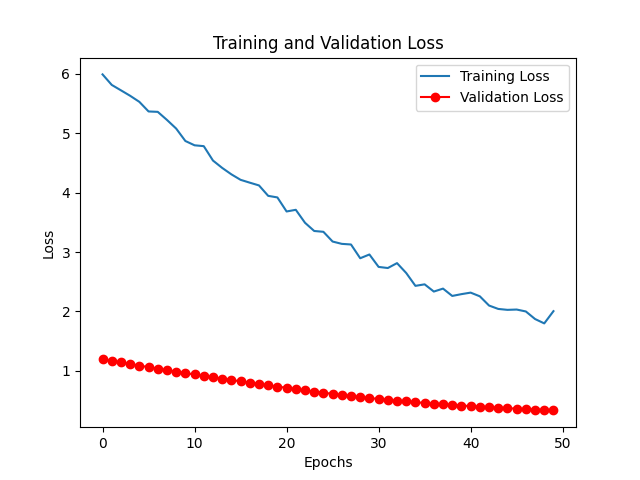 Training and Validation Loss
Training Loss
Validation Loss
Loss
6
5
4
3
2
1
0 10 20 30 40 50
Epochs